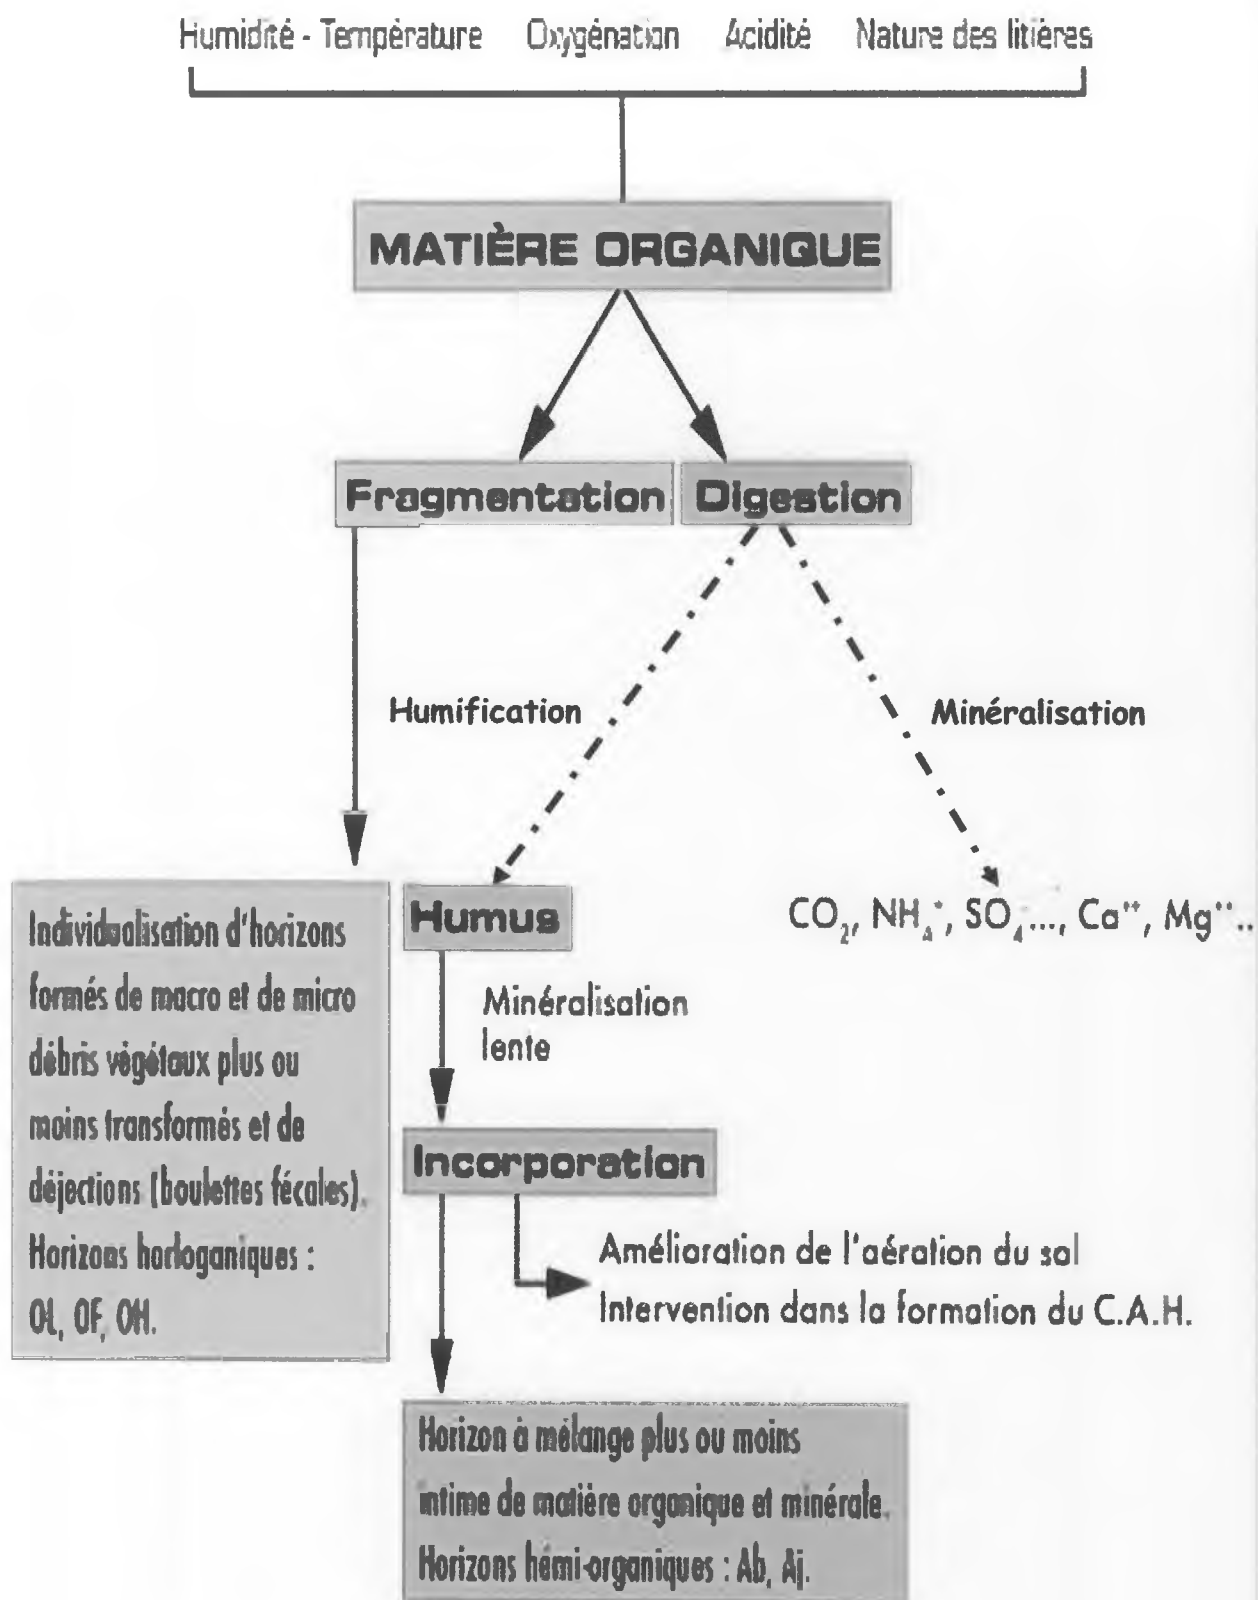 Humidité - Température Oxygénation Acidité Nature des litières
MATIÈRE ORGANIQUE
Fragmentation
Digestion
Humification
Minéralisation
Individualisation d'horizons
formés de macro et de micro
débris végétaux plus ou
moins transformés et de
déjections (boulettes fécales).
Horizons horloganiques :
OL, OF, OH.
Humus
CO₂, NH₄⁺, SO₄⁻⁻..., Ca⁺⁺, Mg⁺⁺..
Minéralisation
lente
Incorporation
Amélioration de l'aération du sol
Intervention dans la formation du C.A.H.
Horizon à mélange plus ou moins
intime de matière organique et minérale.
Horizons hémi-organiques : Ab, Aj.